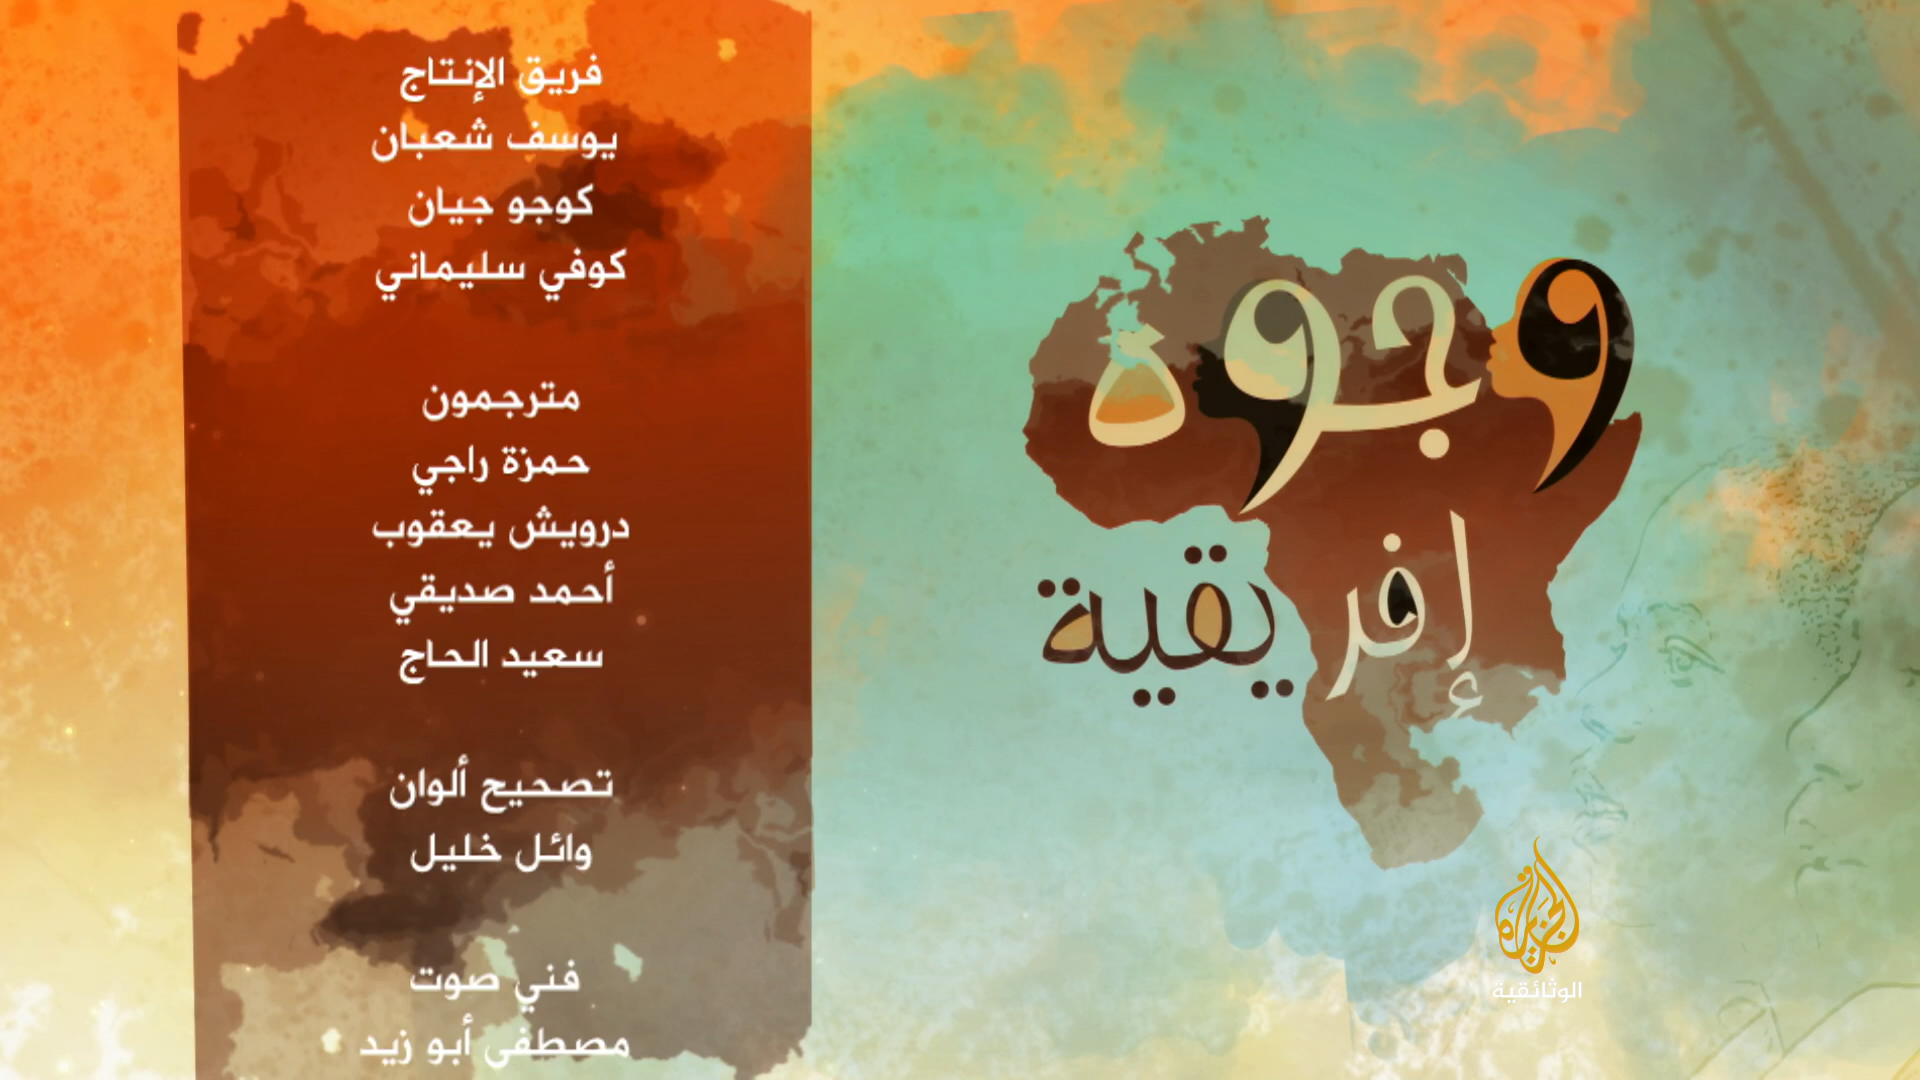 فريق الإنتاج
يوسف شعبان
كوجو جيان
كوفي سليماني
مترجمون
حمزة راجي
درويش يعقوب
أحمد صديقي
سعيد الحاج
تصحيح ألوان
وائل خليل
فني صوت
مصطفى أبو زيد
وجوه
إفريقية
الجزيرة
الوثائقية